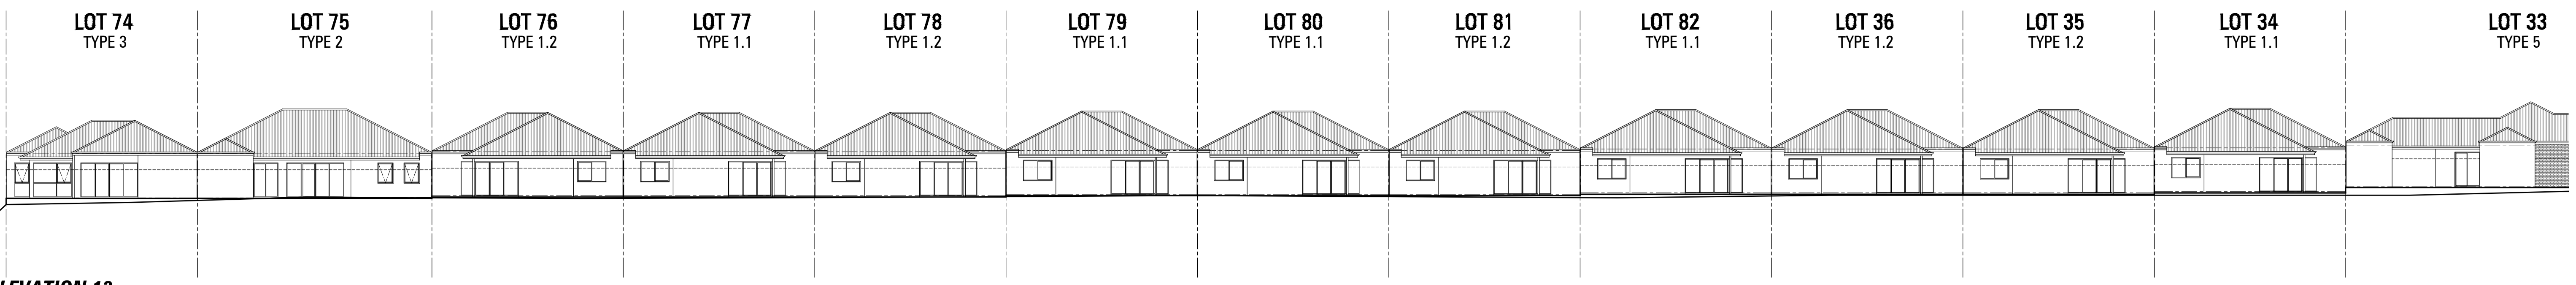 LOT 74
TYPE 3
LOT 75
TYPE 2
LOT 76
TYPE 1.2
LOT 77
TYPE 1.1
LOT 78
TYPE 1.2
LOT 79
TYPE 1.1
LOT 80
TYPE 1.1
LOT 81
TYPE 1.2
LOT 82
TYPE 1.1
LOT 36
TYPE 1.2
LOT 35
TYPE 1.2
LOT 34
TYPE 1.1
LOT 33
TYPE 5